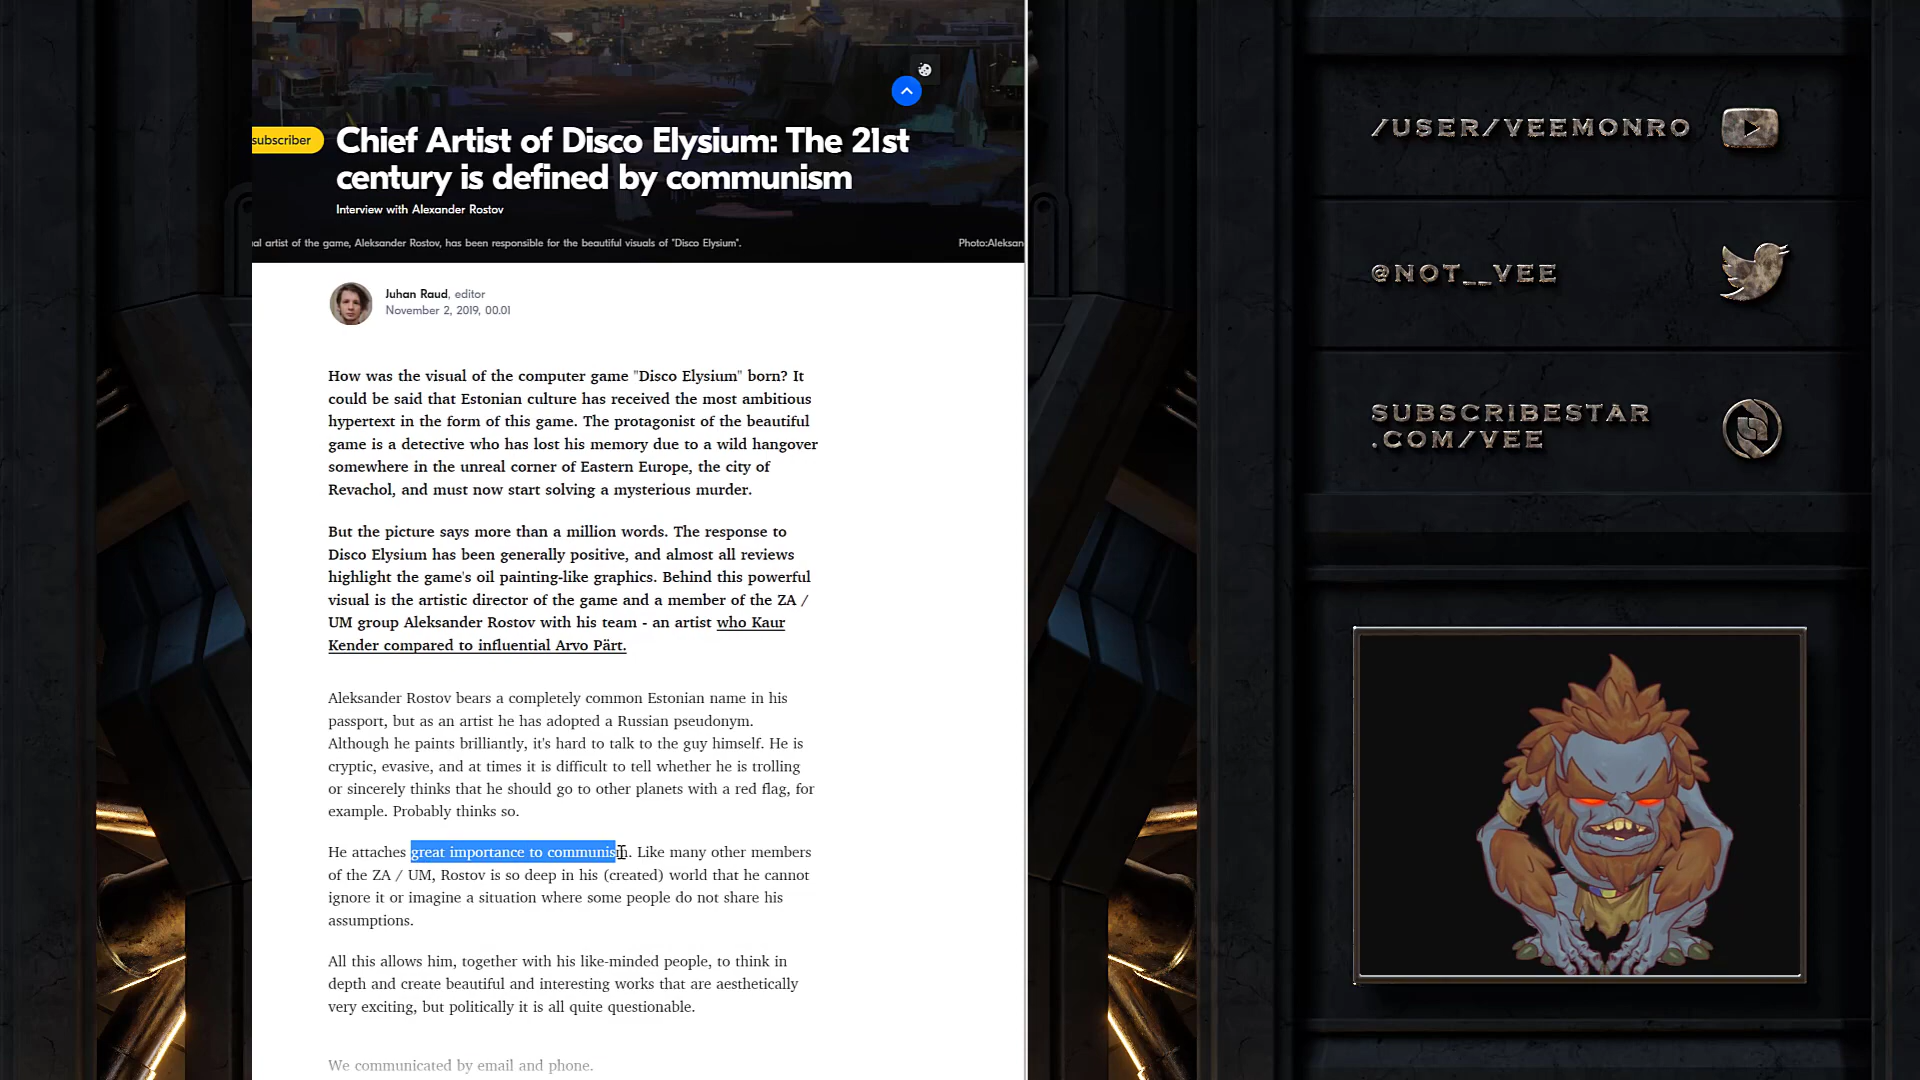 subscriber
Chief Artist of Disco Elysium: The 21st
century is defined by communism
Interview with Alexander Rostov
al artist of the game, Aleksander Rostov, has been responsible for the beautiful visuals of "Disco Elysium".
Photo:Aleksan
Juhan Raud, editor
November 2, 2019, 00.01
How was the visual of the computer game "Disco Elysium" born? It
could be said that Estonian culture has received the most ambitious
hypertext in the form of this game. The protagonist of the beautiful
game is a detective who has lost his memory due to a wild hangover
somewhere in the unreal corner of Eastern Europe, the city of
Revachol, and must now start solving a mysterious murder.
But the picture says more than a million words. The response to
Disco Elysium has been generally positive, and almost all reviews
highlight the game's oil painting-like graphics. Behind this powerful
visual is the artistic director of the game and a member of the ZA /
UM group Aleksander Rostov with his team - an artist who Kaur
Kender compared to influential Arvo Pärt.
Aleksander Rostov bears a completely common Estonian name in his
passport, but as an artist he has adopted a Russian pseudonym.
Although he paints brilliantly, it's hard to talk to the guy himself. He is
cryptic, evasive, and at times it is difficult to tell whether he is trolling
or sincerely thinks that he should go to other planets with a red flag, for
example. Probably thinks so.
He attaches great importance to communism. Like many other members
of the ZA / UM, Rostov is so deep in his (created) world that he cannot
ignore it or imagine a situation where some people do not share his
assumptions.
All this allows him, together with his like-minded people, to think in
depth and create beautiful and interesting works that are aesthetically
very exciting, but politically it is all quite questionable.
We communicated by email and phone.
/USER/VEEMONRO
@NOT__VEE
SUBSCRIBESTAR
.COM/VEE